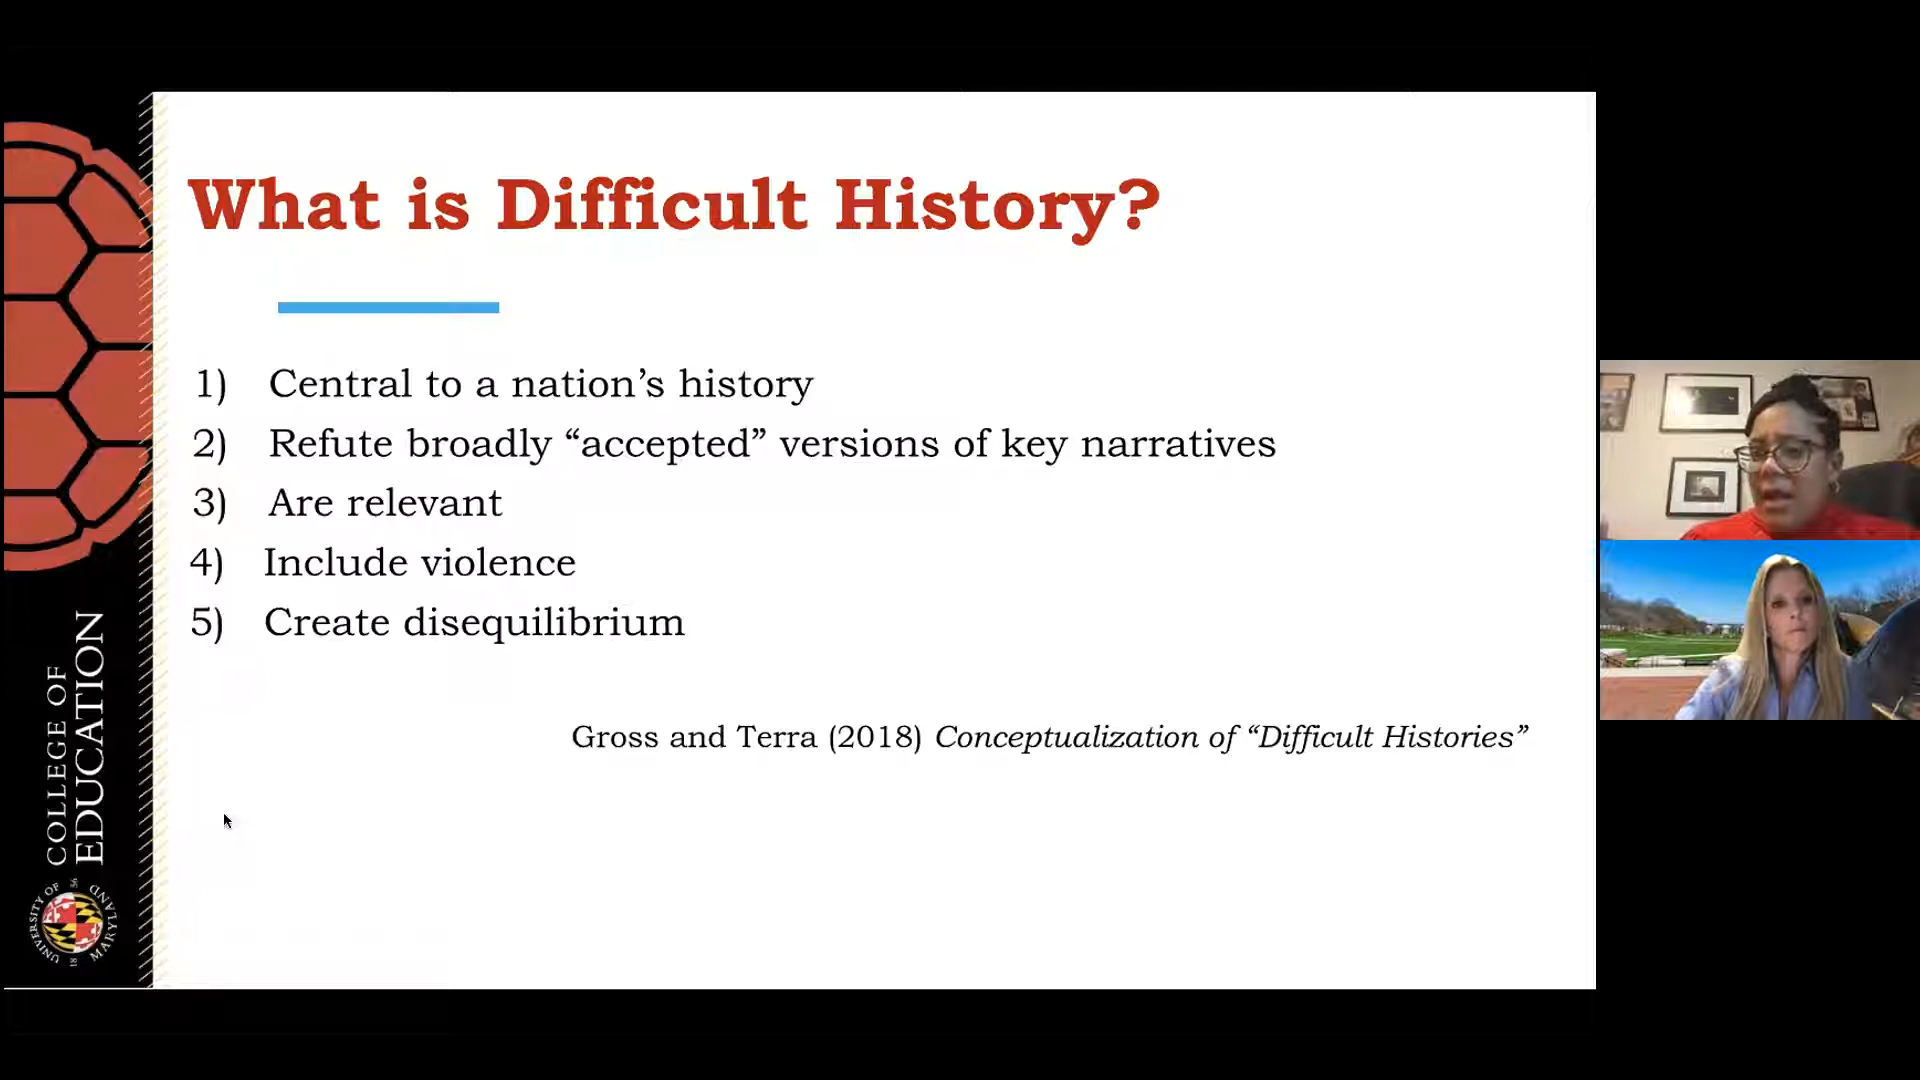 What is Difficult History?
1) Central to a nation’s history
2) Refute broadly “accepted” versions of key narratives
3) Are relevant
4) Include violence
5) Create disequilibrium
Gross and Terra (2018) Conceptualization of “Difficult Histories”
COLLEGE OF
EDUCATION
UNIVERSITY OF
MARYLAND
18 56